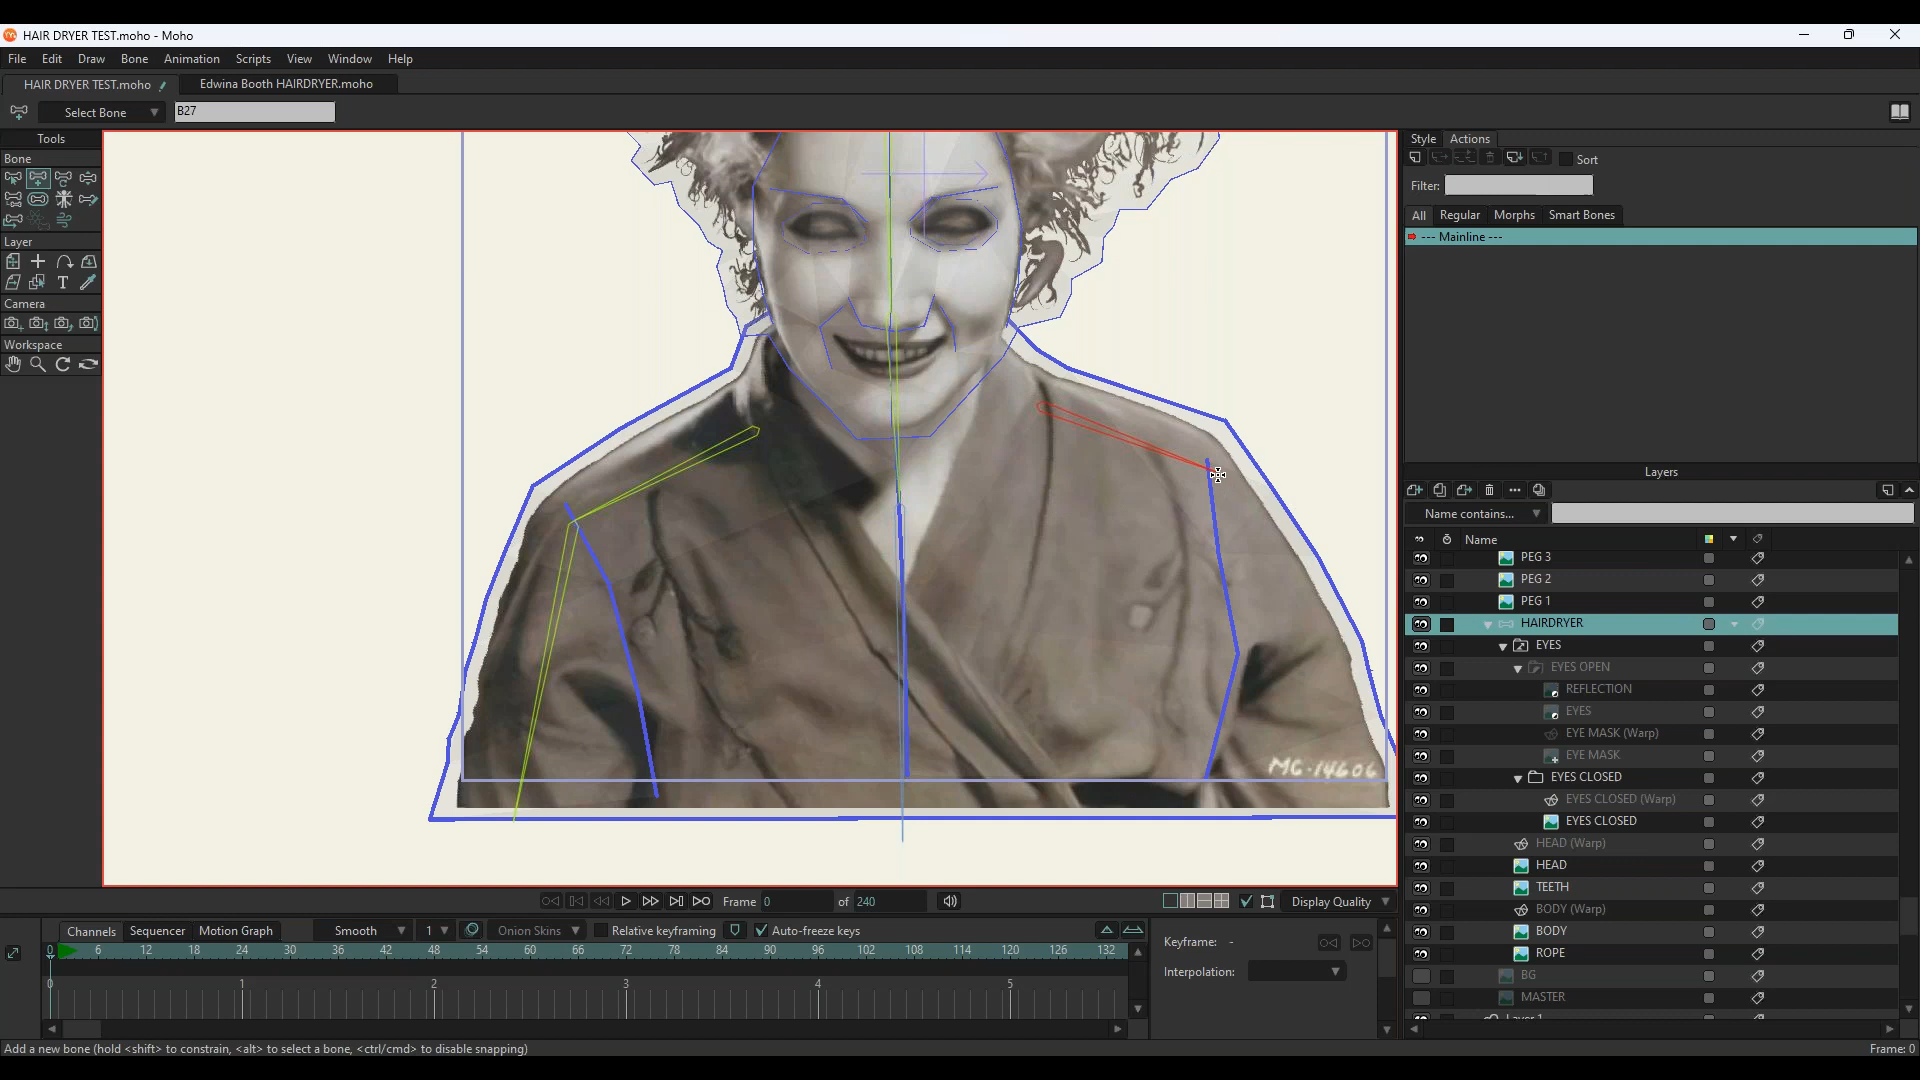 HAIR DRYER TEST.moho - Moho
File Edit Draw Bone Animation Scripts View Window Help
HAIR DRYER TEST.moho Edwina Booth HAIRDRYER.moho
Select Bone B27
Tools
Bone
Layer
Camera
Workspace
MG-14606
Style Actions
Sort
Filter:
All Regular Morphs Smart Bones
--- Mainline ---
Layers
Name contains...
Name
PEG 3
PEG 2
PEG 1
HAIRDRYER
EYES
EYES OPEN
REFLECTION
EYES
EYE MASK (Warp)
EYE MASK
EYES CLOSED
EYES CLOSED (Warp)
EYES CLOSED
HEAD (Warp)
HEAD
TEETH
BODY (Warp)
BODY
ROPE
BG
MASTER
Layer 1
Frame 0 of 240 Display Quality
Channels Sequencer Motion Graph Smooth 1 Onion Skins Relative keyframing Auto-freeze keys
0 6 12 18 24 30 36 42 48 54 60 66 72 78 84 90 96 102 108 114 120 126 132
0 1 2 3 4 5
Keyframe: -
Interpolation:
Add a new bone (hold <shift> to constrain, <alt> to select a bone, <ctrl/cmd> to disable snapping) Frame: 0